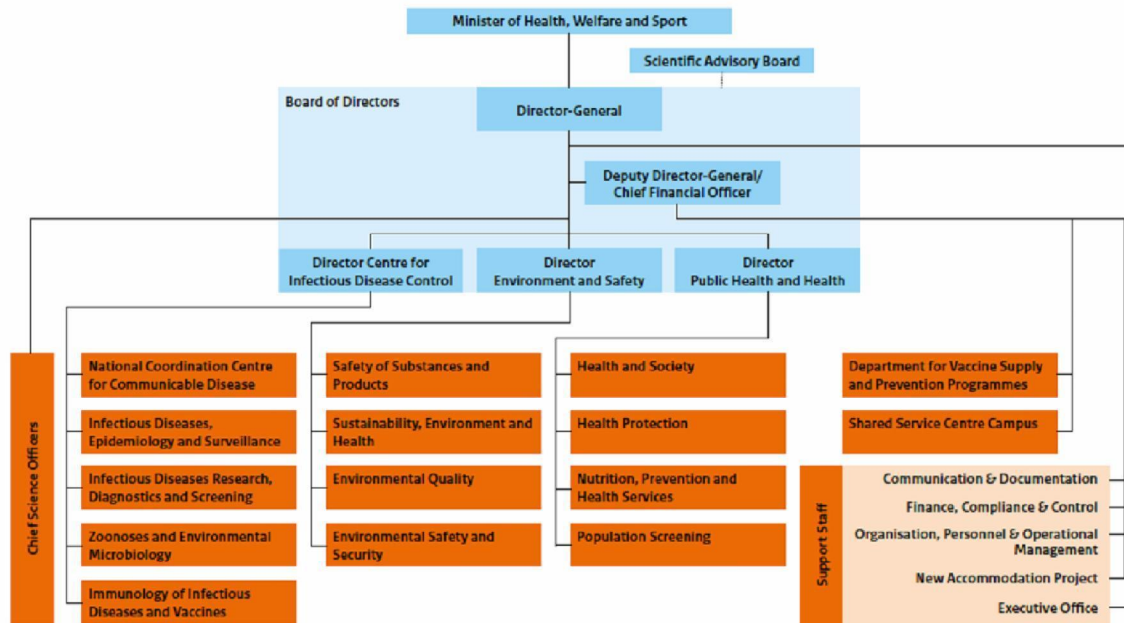 Minister of Health, Welfare and Sport
Scientific Advisory Board
Board of Directors
Director-General
Deputy Director-General/
Chief Financial Officer
Director Centre for
Infectious Disease Control
Director
Environment and Safety
Director
Public Health and Health
Chief Science Officers
National Coordination Centre
for Communicable Disease
Infectious Diseases,
Epidemiology and Surveillance
Infectious Diseases Research,
Diagnostics and Screening
Zoonoses and Environmental
Microbiology
Immunology of Infectious
Diseases and Vaccines
Safety of Substances and
Products
Sustainability, Environment and
Health
Environmental Quality
Environmental Safety and
Security
Health and Society
Health Protection
Nutrition, Prevention and
Health Services
Population Screening
Department for Vaccine Supply
and Prevention Programmes
Shared Service Centre Campus
Support Staff
Communication & Documentation
Finance, Compliance & Control
Organisation, Personnel & Operational
Management
New Accommodation Project
Executive Office